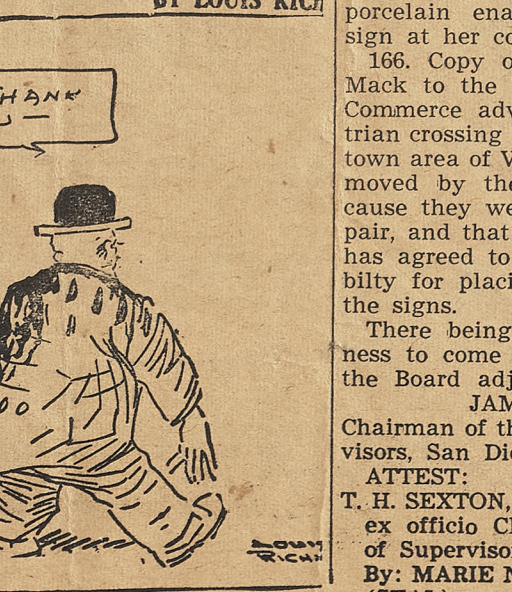 BY LOUIS RICH
HANK
LOUIS
RICH
porcelain ena
sign at her co
166. Copy o
Mack to the
Commerce adv
trian crossing
town area of V
moved by the
cause they we
pair, and that
has agreed to
bilty for placi
the signs.
There being
ness to come
the Board adj
JAM
Chairman of th
visors, San Die
ATTEST:
T. H. SEXTON,
ex officio Cl
of Supervisor
By: MARIE N